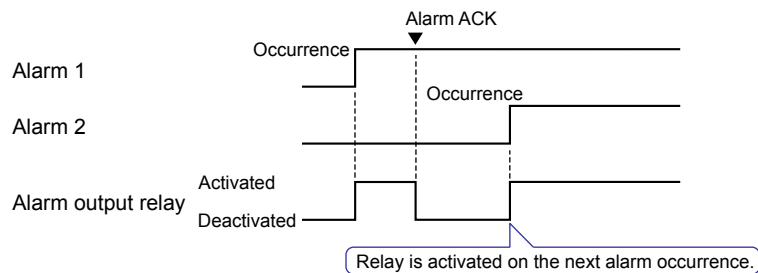 Alarm ACK
Occurrence
Alarm 1
Occurrence
Alarm 2
Activated
Alarm output relay
Deactivated
Relay is activated on the next alarm occurrence.